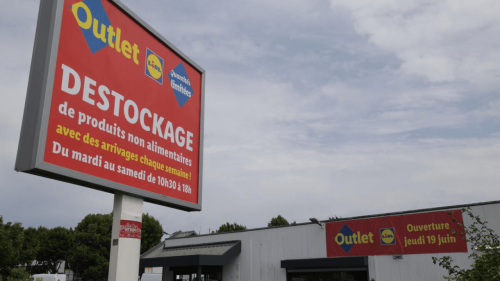 Outlet
LIDL
Quantités
limitées
DESTOCKAGE
de produits non alimentaires
avec des arrivages chaque semaine !
Du mardi au samedi de 10h30 à 18h
Outlet
Ouverture
jeudi 19 juin